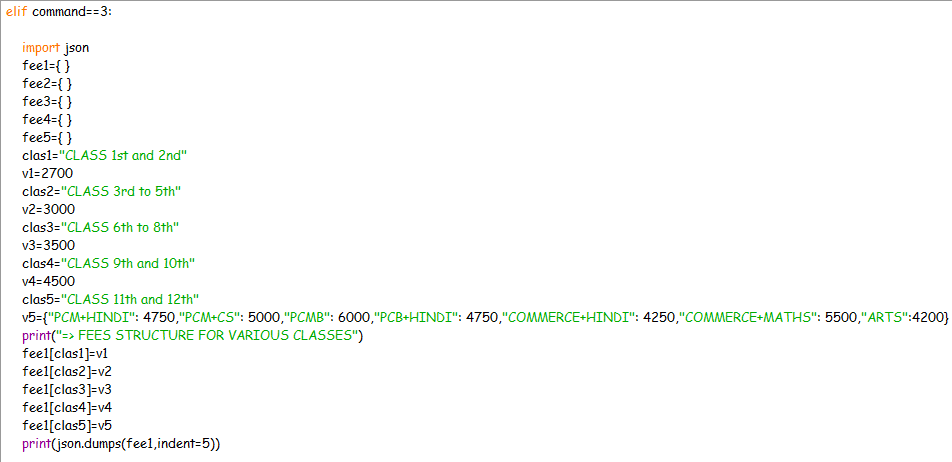 elif command==3:
import json
fee1={ }
fee2={ }
fee3={ }
fee4={ }
fee5={ }
clas1="CLASS 1st and 2nd"
v1=2700
clas2="CLASS 3rd to 5th"
v2=3000
clas3="CLASS 6th to 8th"
v3=3500
clas4="CLASS 9th and 10th"
v4=4500
clas5="CLASS 11th and 12th"
v5={"PCM+HINDI": 4750,"PCM+CS": 5000,"PCMB": 6000,"PCB+HINDI": 4750,"COMMERCE+HINDI": 4250,"COMMERCE+MATHS": 5500,"ARTS":4200}
print("=> FEES STRUCTURE FOR VARIOUS CLASSES")
fee1[clas1]=v1
fee1[clas2]=v2
fee1[clas3]=v3
fee1[clas4]=v4
fee1[clas5]=v5
print(json.dumps(fee1,indent=5))